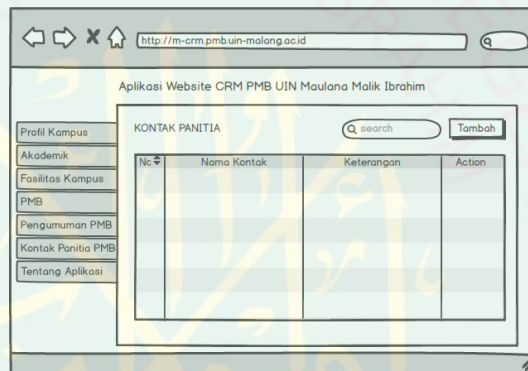 http://m-crm.pmb.uin-malang.ac.id
Aplikasi Website CRM PMB UIN Maulana Malik Ibrahim
Profil Kampus
Akademik
Fasilitas Kampus
PMB
Pengumuman PMB
Kontak Panitia PMB
Tentang Aplikasi
KONTAK PANITIA
search
Tambah
No Nama Kontak Keterangan Action